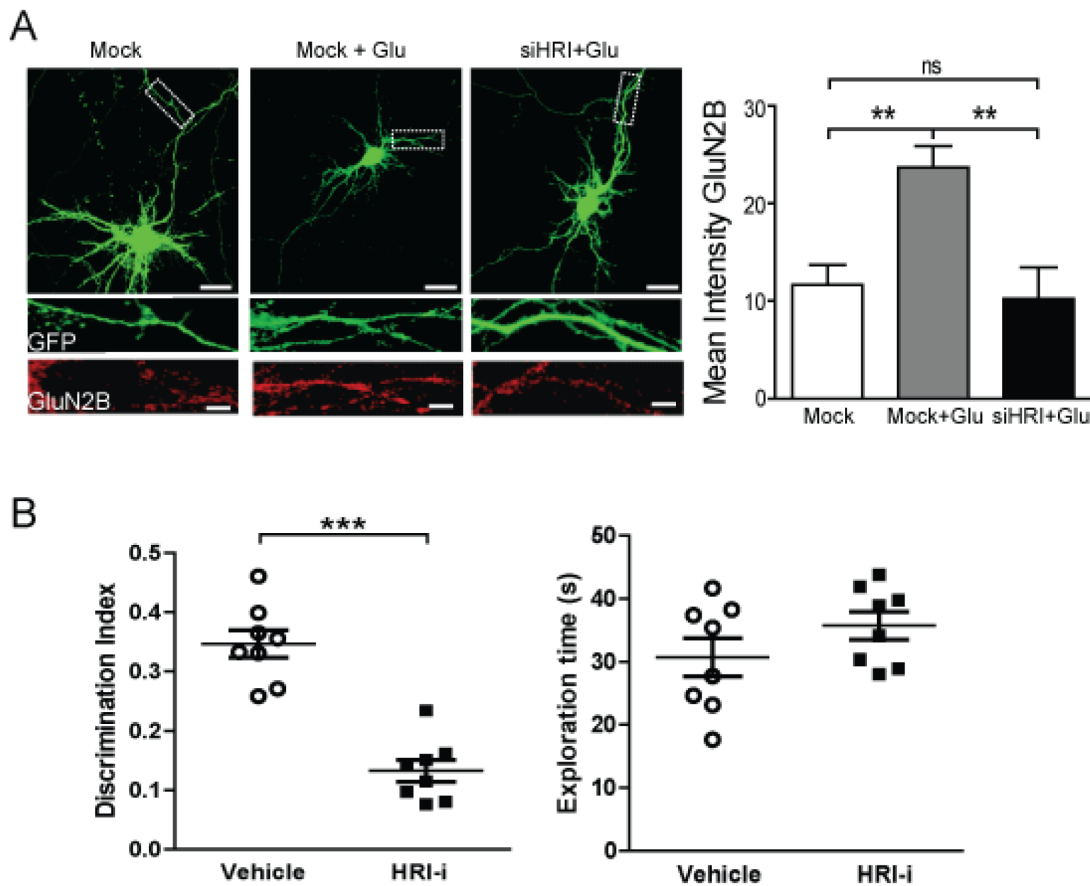 A
Mock
Mock + Glu
siHRI+Glu
GFP
GluN2B
ns
**
**
30
20
10
0
Mean Intensity GluN2B
Mock
Mock+Glu
siHRI+Glu
B
***
0.5
0.4
0.3
0.2
0.1
0.0
Discrimination Index
Vehicle
HRI-i
50
40
30
20
10
0
Exploration time (s)
Vehicle
HRI-i